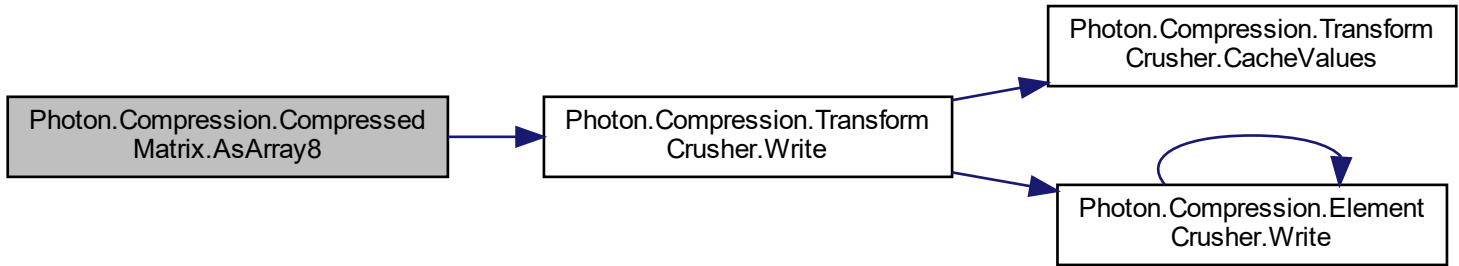 Photon.Compression.Compressed
Matrix.AsArray8
Photon.Compression.Transform
Crusher.Write
Photon.Compression.Transform
Crusher.CacheValues
Photon.Compression.Element
Crusher.Write